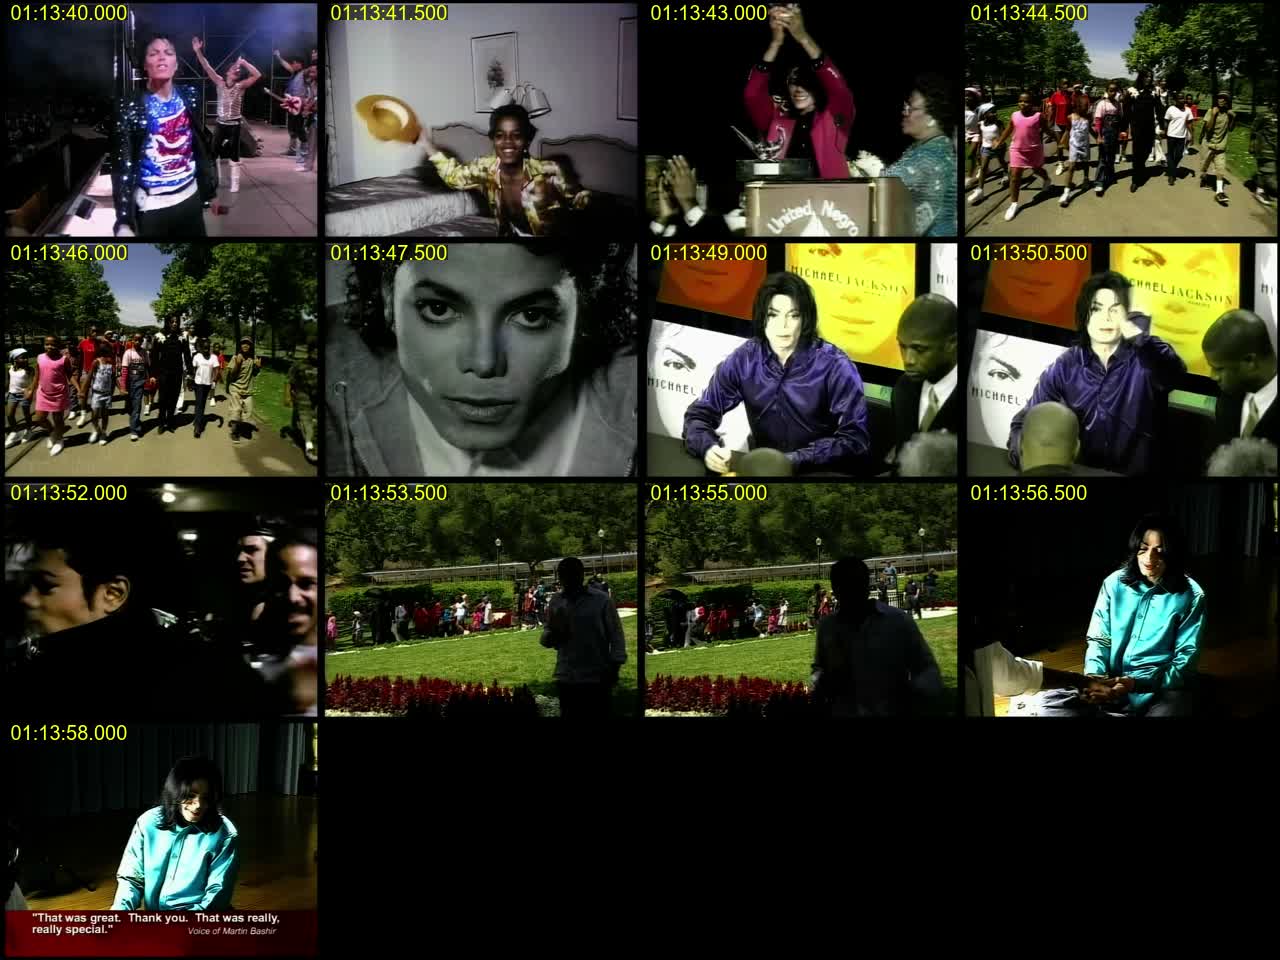 01:13:40.000
01:13:41.500
01:13:43.000
01:13:44.500
United Negro
01:13:46.000
01:13:47.500
01:13:49.000
MICHAEL JACKSON
MICHAEL
01:13:50.500
MICHAEL JACKSON
MICHAEL
01:13:52.000
01:13:53.500
01:13:55.000
01:13:56.500
01:13:58.000
"That was great. Thank you. That was really,
really special."
Voice of Martin Bashir